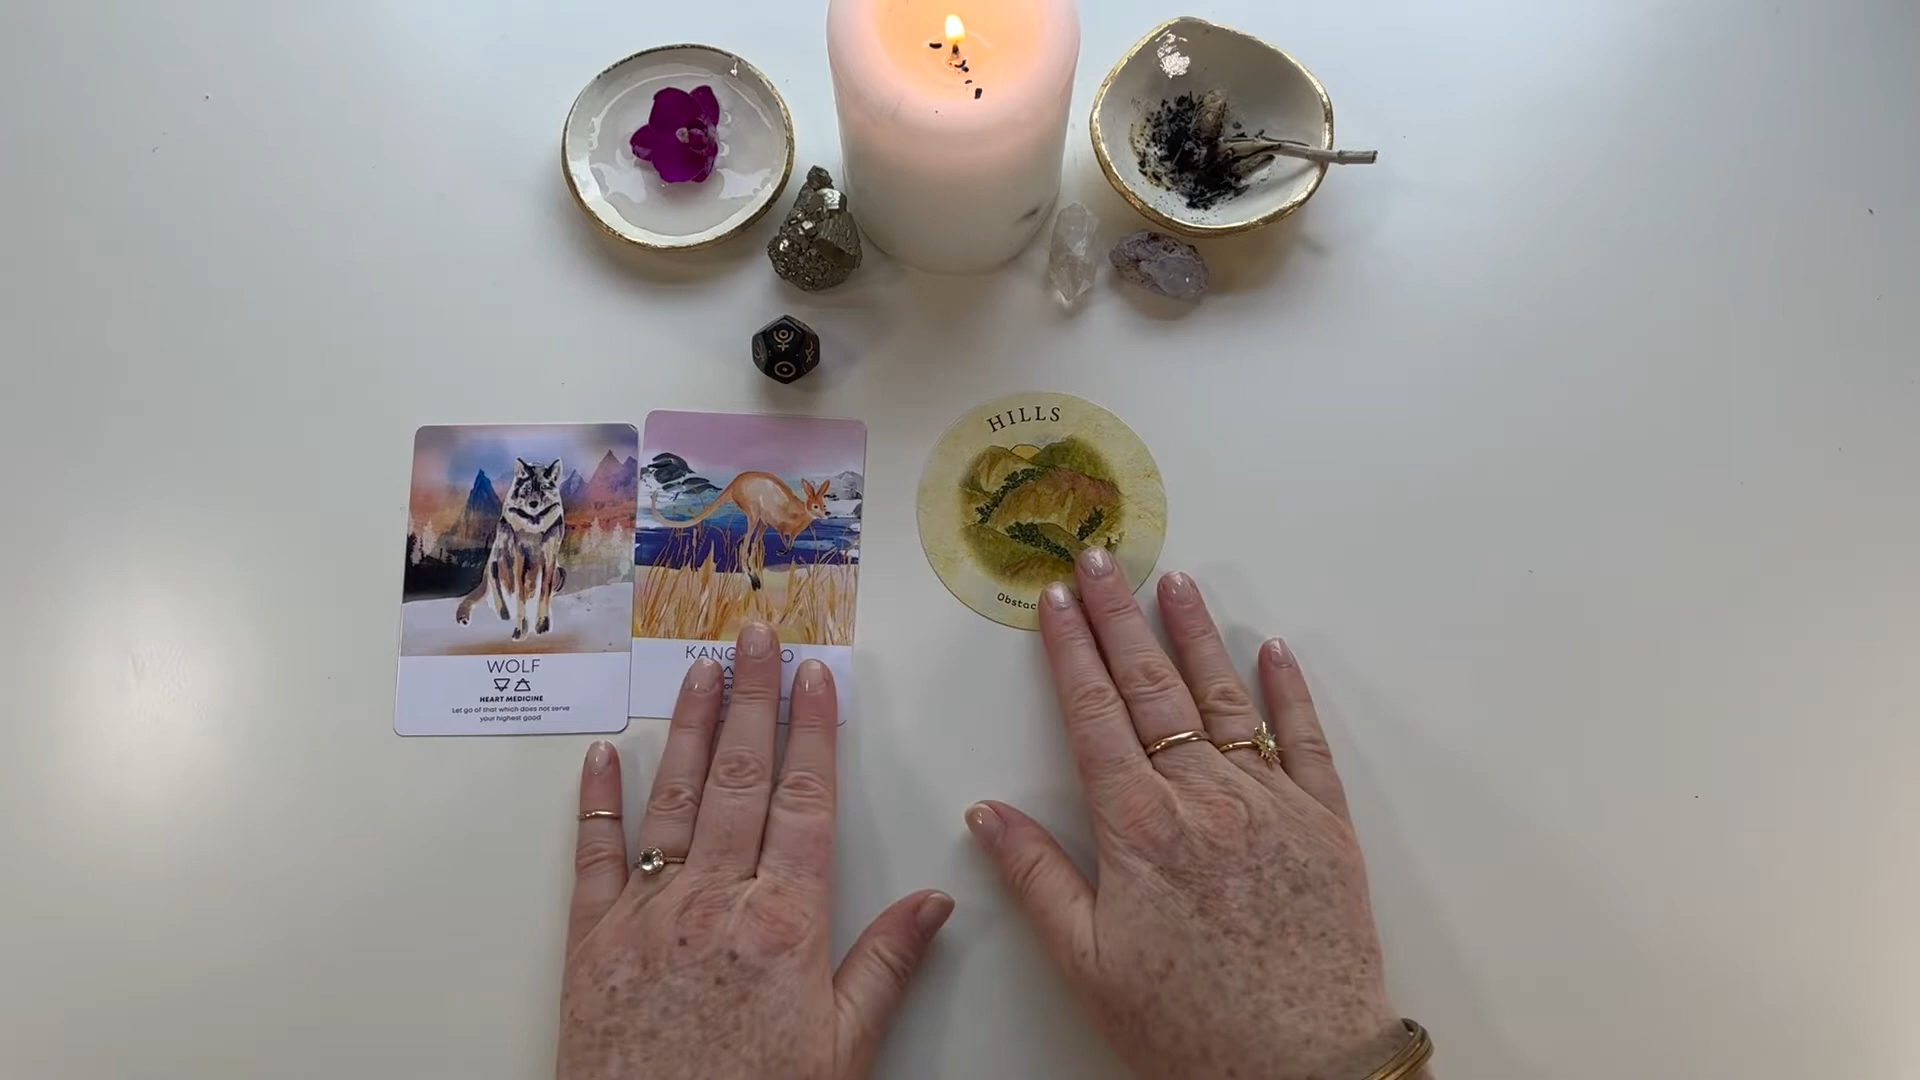 HILLS
WOLF
HEART MEDICINE
Let go of that which does not serve
your highest good